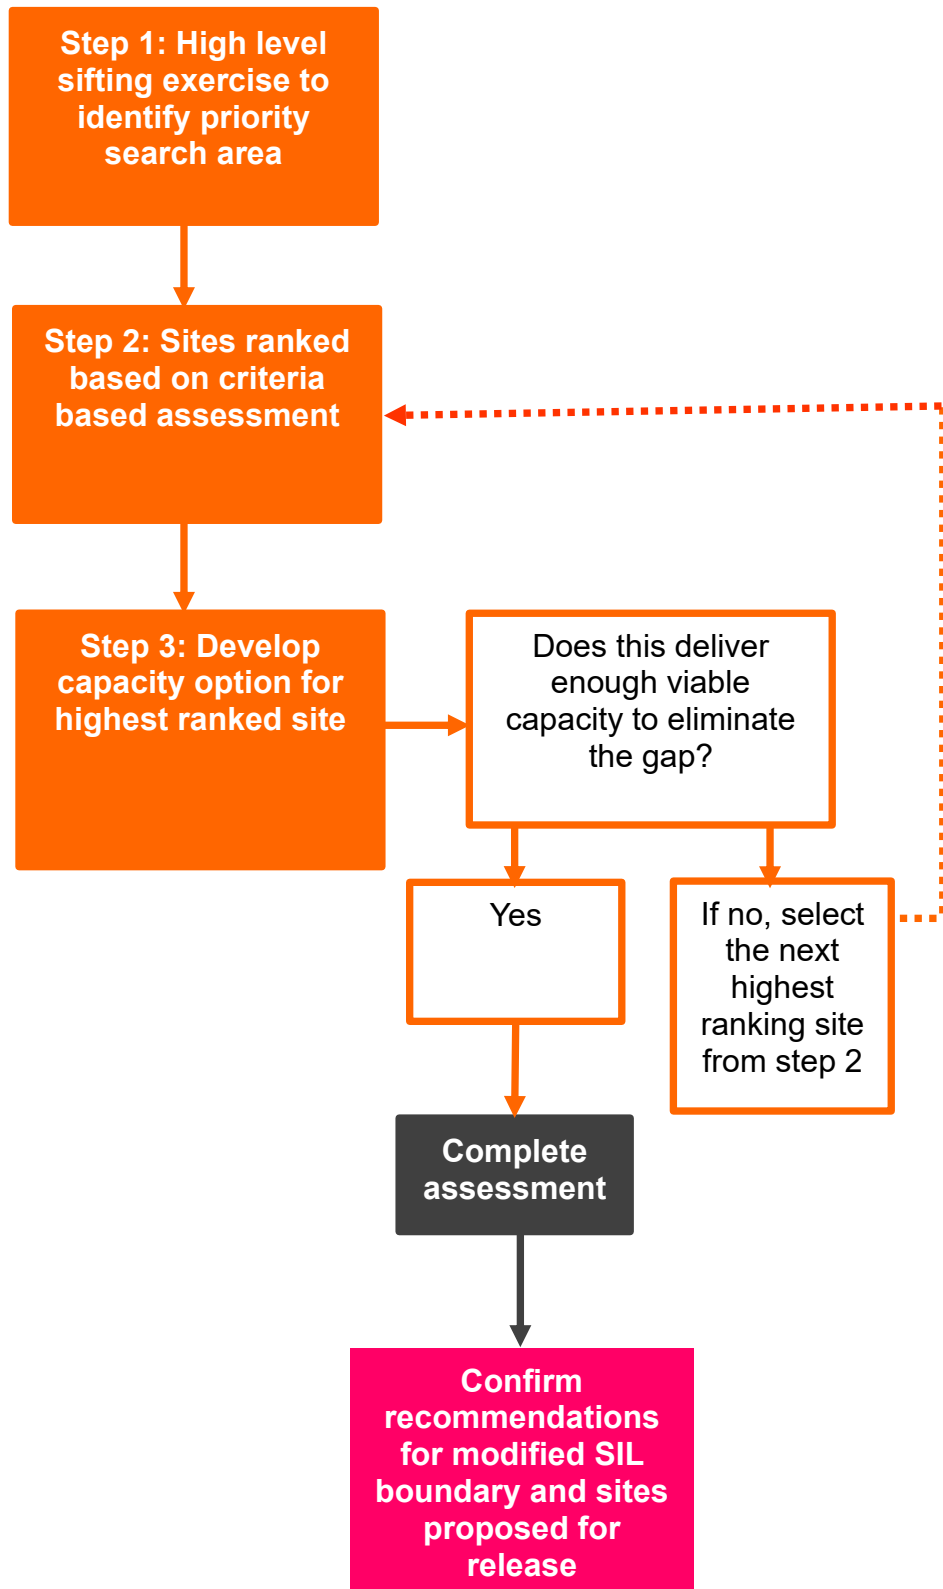 Step 1: High level
sifting exercise to
identify priority
search area
Step 2: Sites ranked
based on criteria
based assessment
Step 3: Develop
capacity option for
highest ranked site
Does this deliver
enough viable
capacity to eliminate
the gap?
Yes
If no, select
the next
highest
ranking site
from step 2
Complete
assessment
Confirm
recommendations
for modified SIL
boundary and sites
proposed for
release